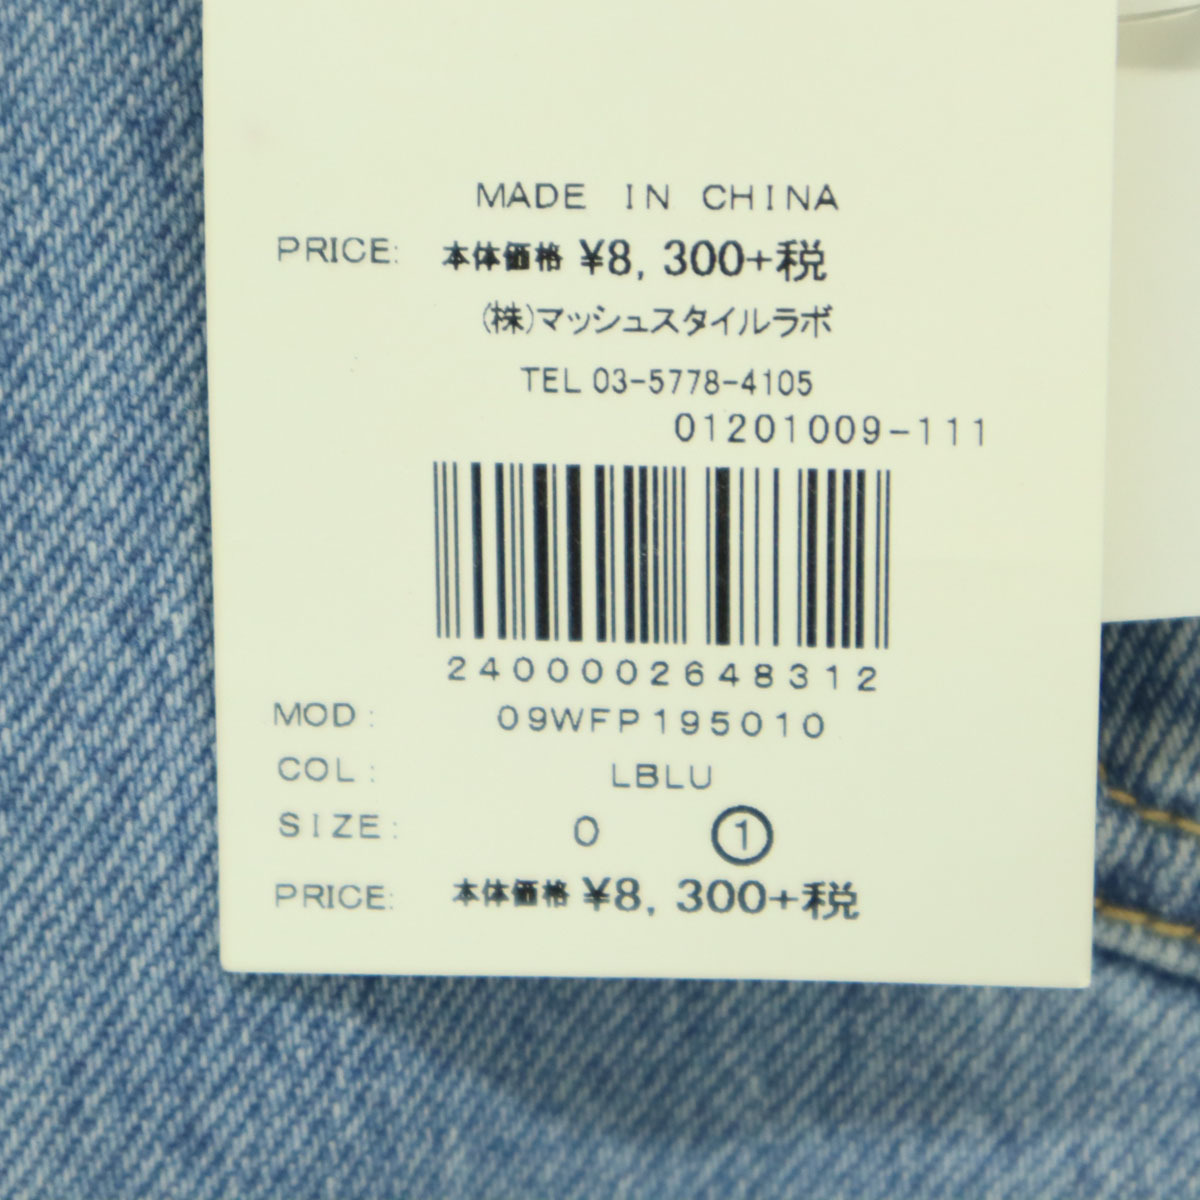 MADE IN CHINA
PRICE: 本体価格 ¥8, 300+税
(株)マッシュスタイルラボ
TEL 03-5778-4105
01201009-111
2400002648312
MOD: 09WFP195010
COL: LBLU
SIZE: 0 ①
PRICE: 本体価格 ¥8, 300+税